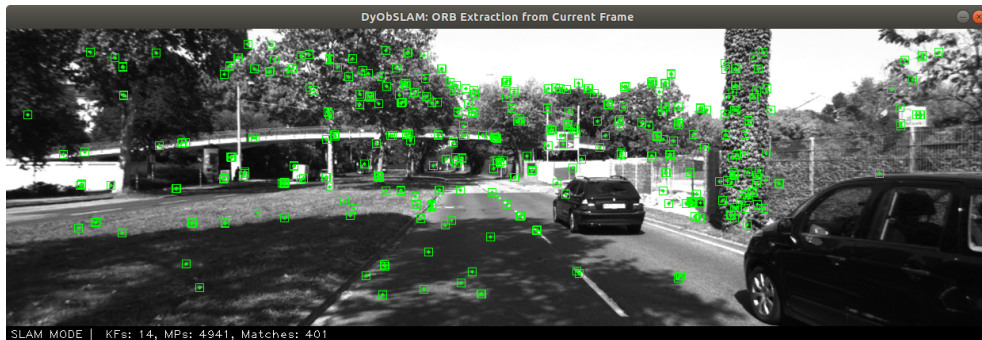 DyObSLAM: ORB Extraction from Current Frame
SLAM MODE | KFs: 14, MPs: 4941, Matches: 401